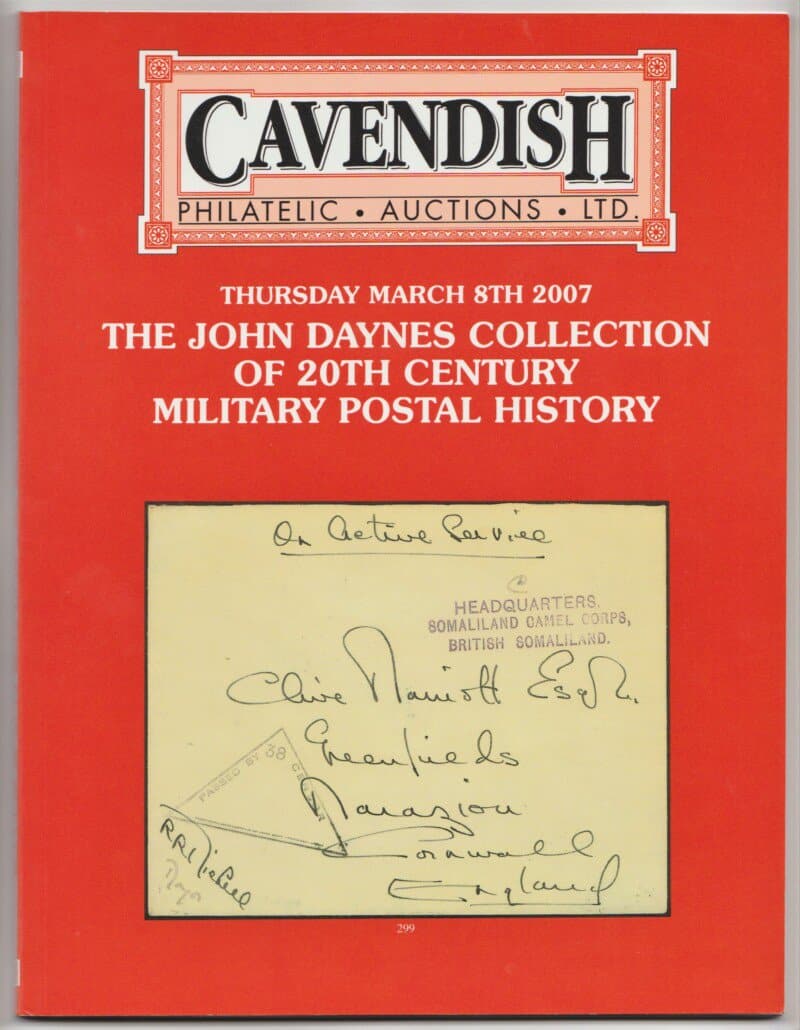 CAVENDISH
PHILATELIC • AUCTIONS • LTD.
THURSDAY MARCH 8TH 2007
THE JOHN DAYNES COLLECTION
OF 20TH CENTURY
MILITARY POSTAL HISTORY
On Active Service
HEADQUARTERS,
SOMALILAND CAMEL CORPS,
BRITISH SOMALILAND.
Clive Marriott Esqre.
Greenfields
Marazion
Cornwall
England
PASSED BY 38
299